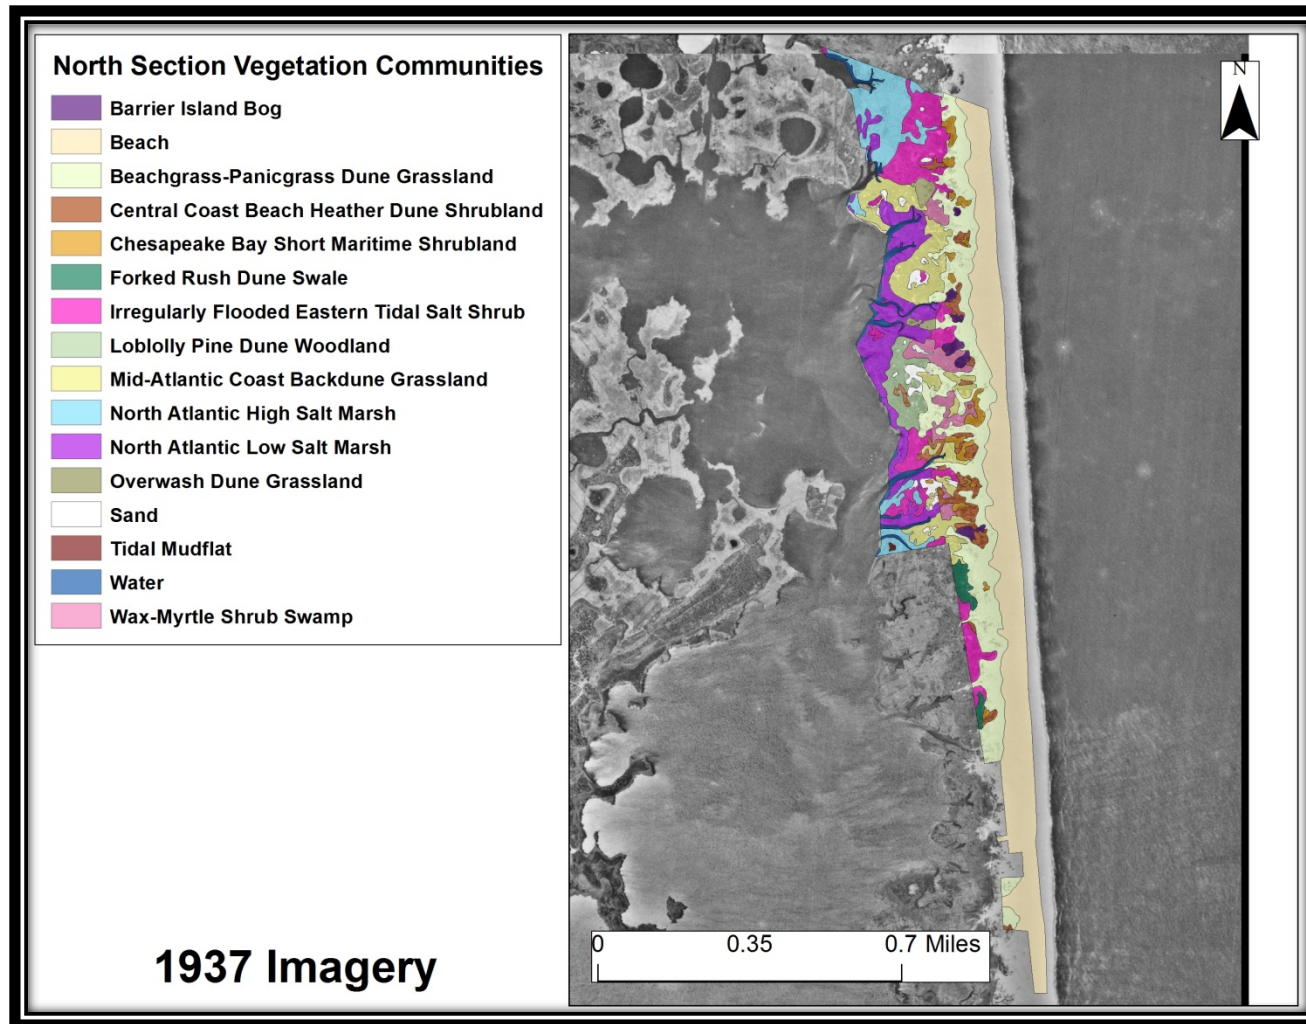 North Section Vegetation Communities
Barrier Island Bog
Beach
Beachgrass-Panicgrass Dune Grassland
Central Coast Beach Heather Dune Shrubland
Chesapeake Bay Short Maritime Shrubland
Forked Rush Dune Swale
Irregularly Flooded Eastern Tidal Salt Shrub
Loblolly Pine Dune Woodland
Mid-Atlantic Coast Backdune Grassland
North Atlantic High Salt Marsh
North Atlantic Low Salt Marsh
Overwash Dune Grassland
Sand
Tidal Mudflat
Water
Wax-Myrtle Shrub Swamp
N
0 0.35 0.7 Miles
1937 Imagery